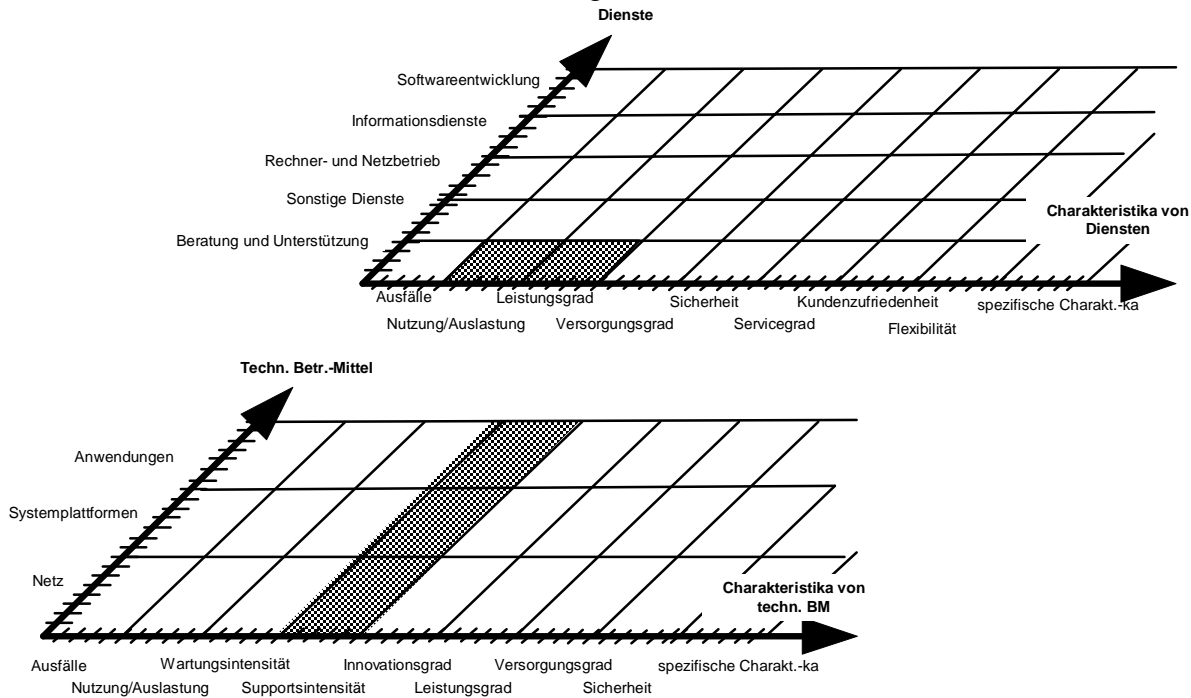 Dienste
Softwareentwicklung
Informationsdienste
Rechner- und Netzbetrieb
Sonstige Dienste
Beratung und Unterstützung
Charakteristika von
Diensten
Ausfälle
Leistungsgrad
Sicherheit
Kundenzufriedenheit
spezifische Charakt.-ka
Nutzung/Auslastung
Versorgungsgrad
Servicegrad
Flexibilität
Techn. Betr.-Mittel
Anwendungen
Systemplattformen
Netz
Charakteristika von
techn. BM
Ausfälle
Wartungsintensität
Innovationsgrad
Versorgungsgrad
spezifische Charakt.-ka
Nutzung/Auslastung
Supportsintensität
Leistungsgrad
Sicherheit